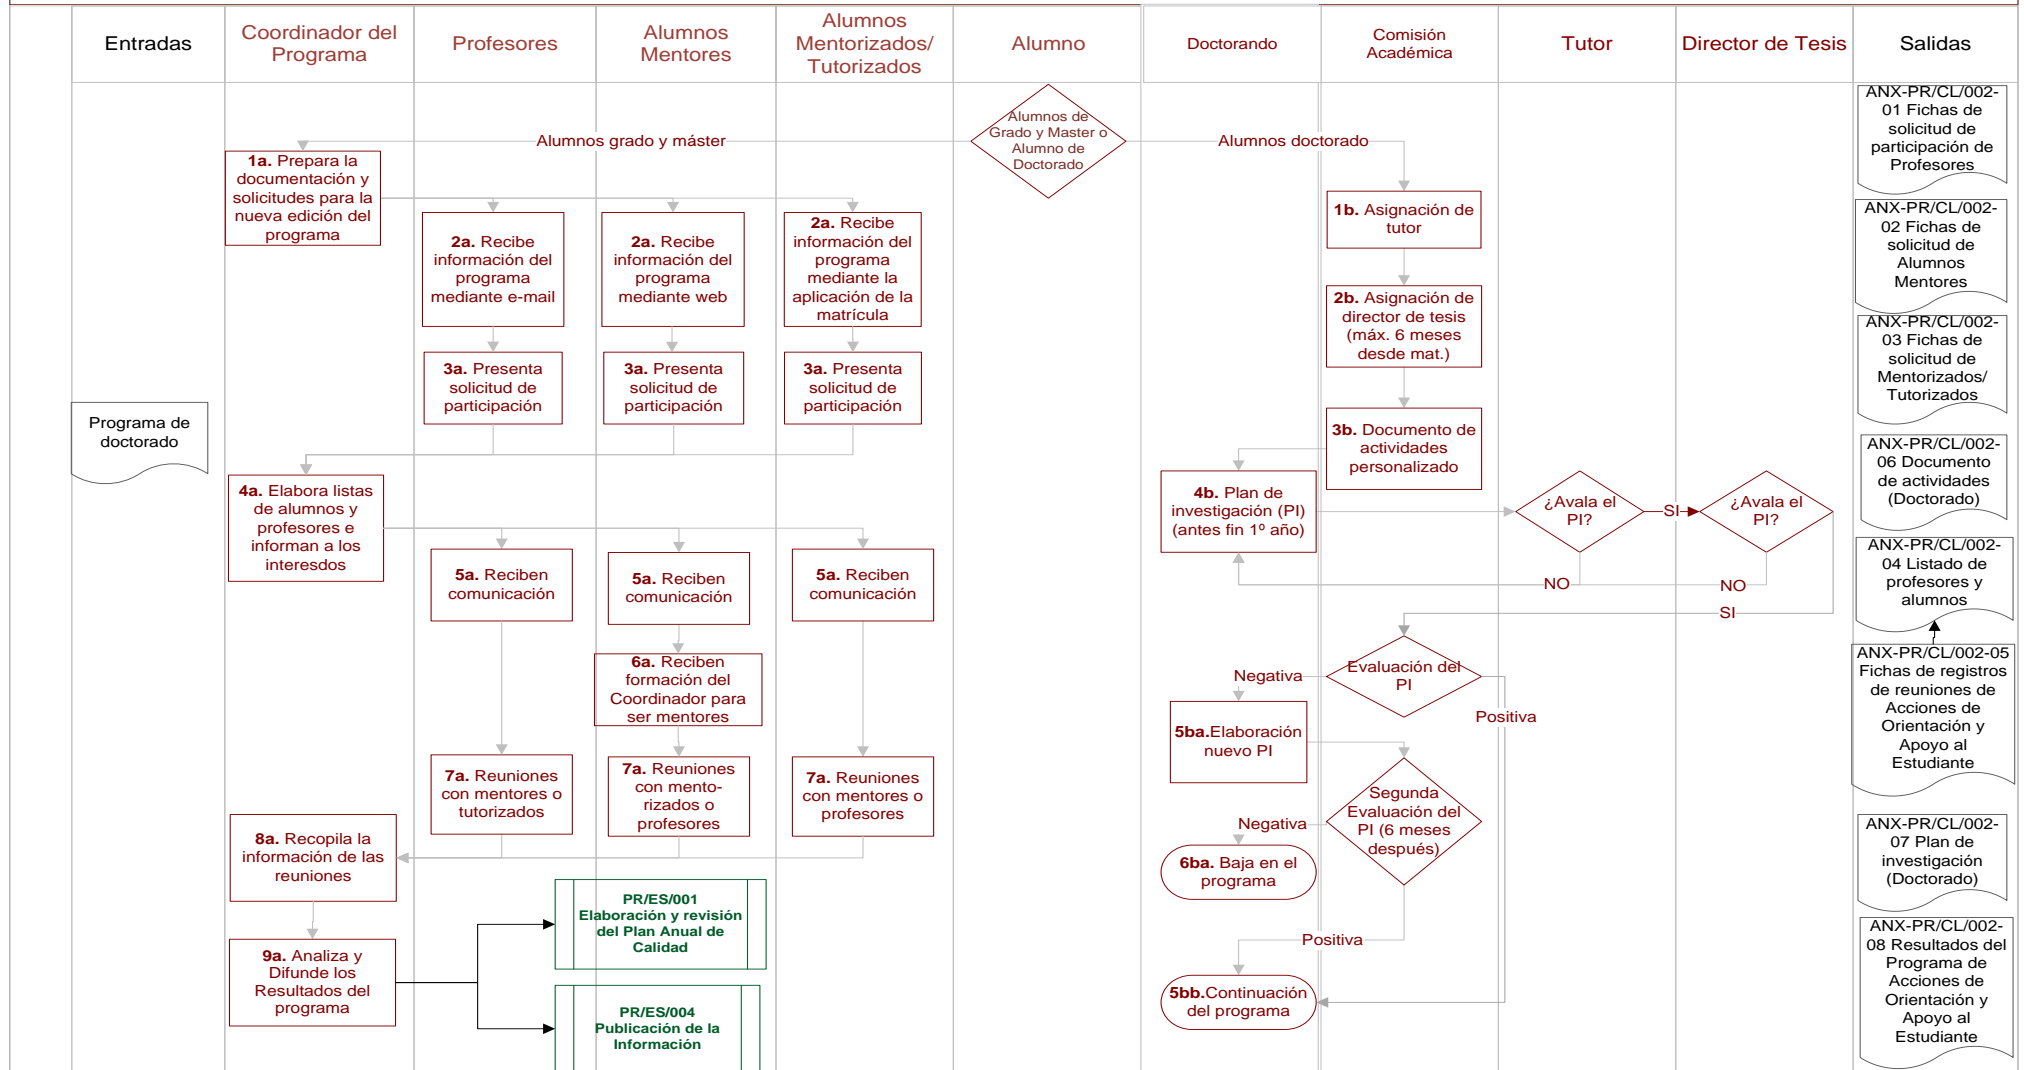 Entradas
Coordinador del
Programa
Profesores
Alumnos
Mentores
Alumnos
Mentorizados/
Tutorizados
Alumno
Doctorando
Comisión
Académica
Tutor
Director de Tesis
Salidas
Alumnos de
Grado y Master o
Alumno de
Doctorado
Alumnos grado y máster
Alumnos doctorado
1a. Prepara la
documentación y
solicitudes para la
nueva edición del
programa
2a. Recibe
información del
programa
mediante e-mail
2a. Recibe
información del
programa
mediante web
2a. Recibe
información del
programa
mediante la
aplicación de la
matrícula
3a. Presenta
solicitud de
participación
3a. Presenta
solicitud de
participación
3a. Presenta
solicitud de
participación
Programa de
doctorado
4a. Elabora listas
de alumnos y
profesores e
informan a los
interesdos
5a. Reciben
comunicación
5a. Reciben
comunicación
5a. Reciben
comunicación
6a. Reciben
formación del
Coordinador para
ser mentores
7a. Reuniones
con mentores o
tutorizados
7a. Reuniones
con mento-
rizados o
profesores
7a. Reuniones
con mentores o
profesores
8a. Recopila la
información de las
reuniones
9a. Analiza y
Difunde los
Resultados del
programa
PR/ES/001
Elaboración y revisión
del Plan Anual de
Calidad
PR/ES/004
Publicación de la
Información
1b. Asignación de
tutor
2b. Asignación de
director de tesis
(máx. 6 meses
desde mat.)
3b. Documento de
actividades
personalizado
4b. Plan de
investigación (PI)
(antes fin 1º año)
¿Avala el
PI?
SI
¿Avala el
PI?
NO
NO
SI
Evaluación del
PI
Negativa
Positiva
5ba.Elaboración
nuevo PI
Segunda
Evaluación del
PI (6 meses
después)
Negativa
6ba. Baja en el
programa
Positiva
5bb.Continuación
del programa
ANX-PR/CL/002-
01 Fichas de
solicitud de
participación de
Profesores
ANX-PR/CL/002-
02 Fichas de
solicitud de
Alumnos
Mentores
ANX-PR/CL/002-
03 Fichas de
solicitud de
Mentorizados/
Tutorizados
ANX-PR/CL/002-
06 Documento
de actividades
(Doctorado)
ANX-PR/CL/002-
04 Listado de
profesores y
alumnos
ANX-PR/CL/002-05
Fichas de registros
de reuniones de
Acciones de
Orientación y
Apoyo al
Estudiante
ANX-PR/CL/002-
07 Plan de
investigación
(Doctorado)
ANX-PR/CL/002-
08 Resultados del
Programa de
Acciones de
Orientación y
Apoyo al
Estudiante